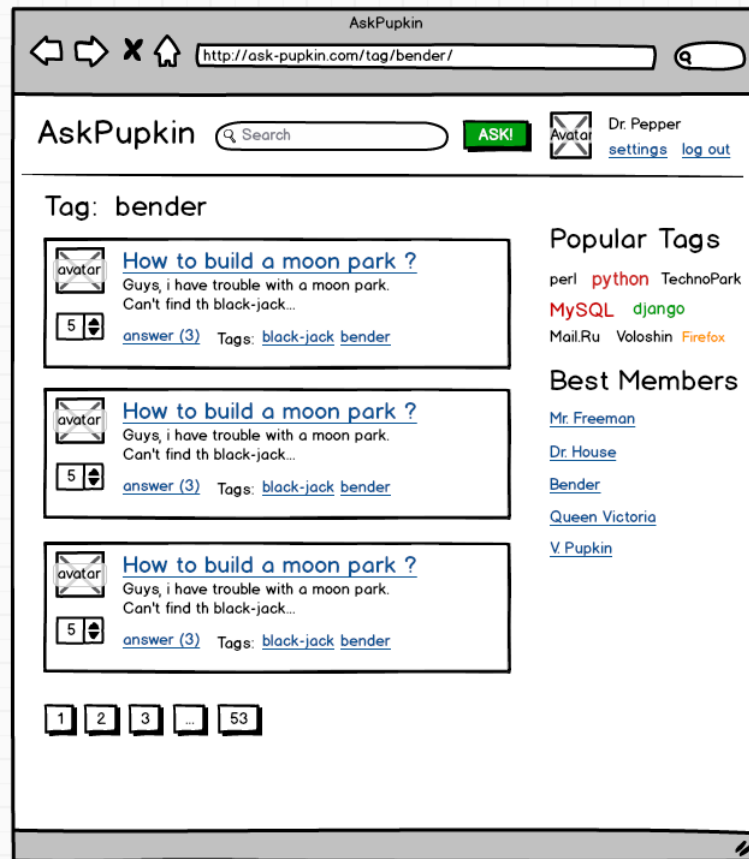 AskPupkin
http://ask-pupkin.com/tag/bender/
AskPupkin
Search
ASK!
Avatar
Dr. Pepper
settings log out
Tag: bender
avatar
How to build a moon park ?
Guys, i have trouble with a moon park.
Can't find th black-jack...
5
answer (3) Tags: black-jack bender
avatar
How to build a moon park ?
Guys, i have trouble with a moon park.
Can't find th black-jack...
5
answer (3) Tags: black-jack bender
avatar
How to build a moon park ?
Guys, i have trouble with a moon park.
Can't find th black-jack...
5
answer (3) Tags: black-jack bender
1 2 3 ... 53
Popular Tags
perl python TechnoPark
MySQL django
Mail.Ru Voloshin Firefox
Best Members
Mr. Freeman
Dr. House
Bender
Queen Victoria
V. Pupkin